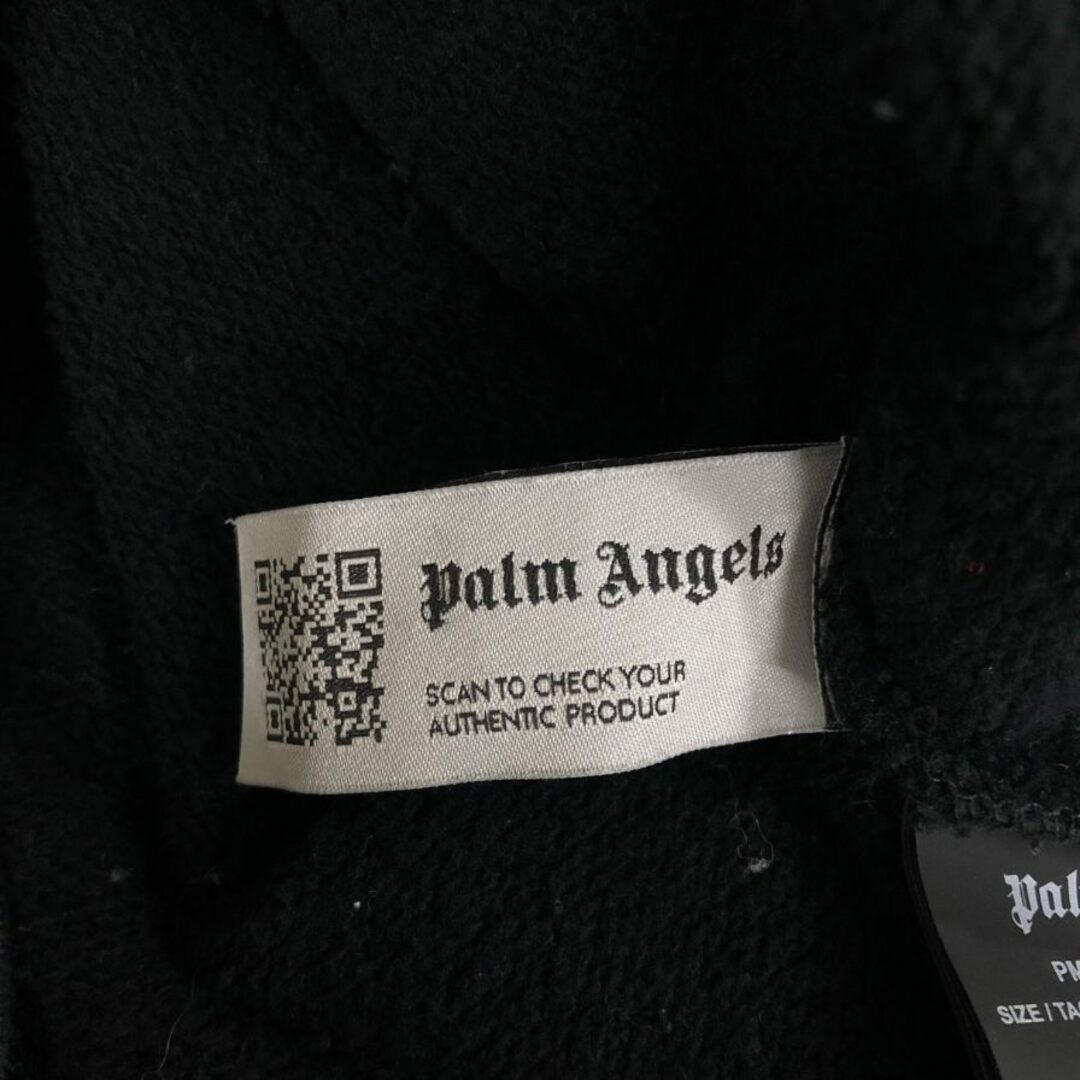 Palm Angels
SCAN TO CHECK YOUR
AUTHENTIC PRODUCT
Pal
PM
SIZE / TA